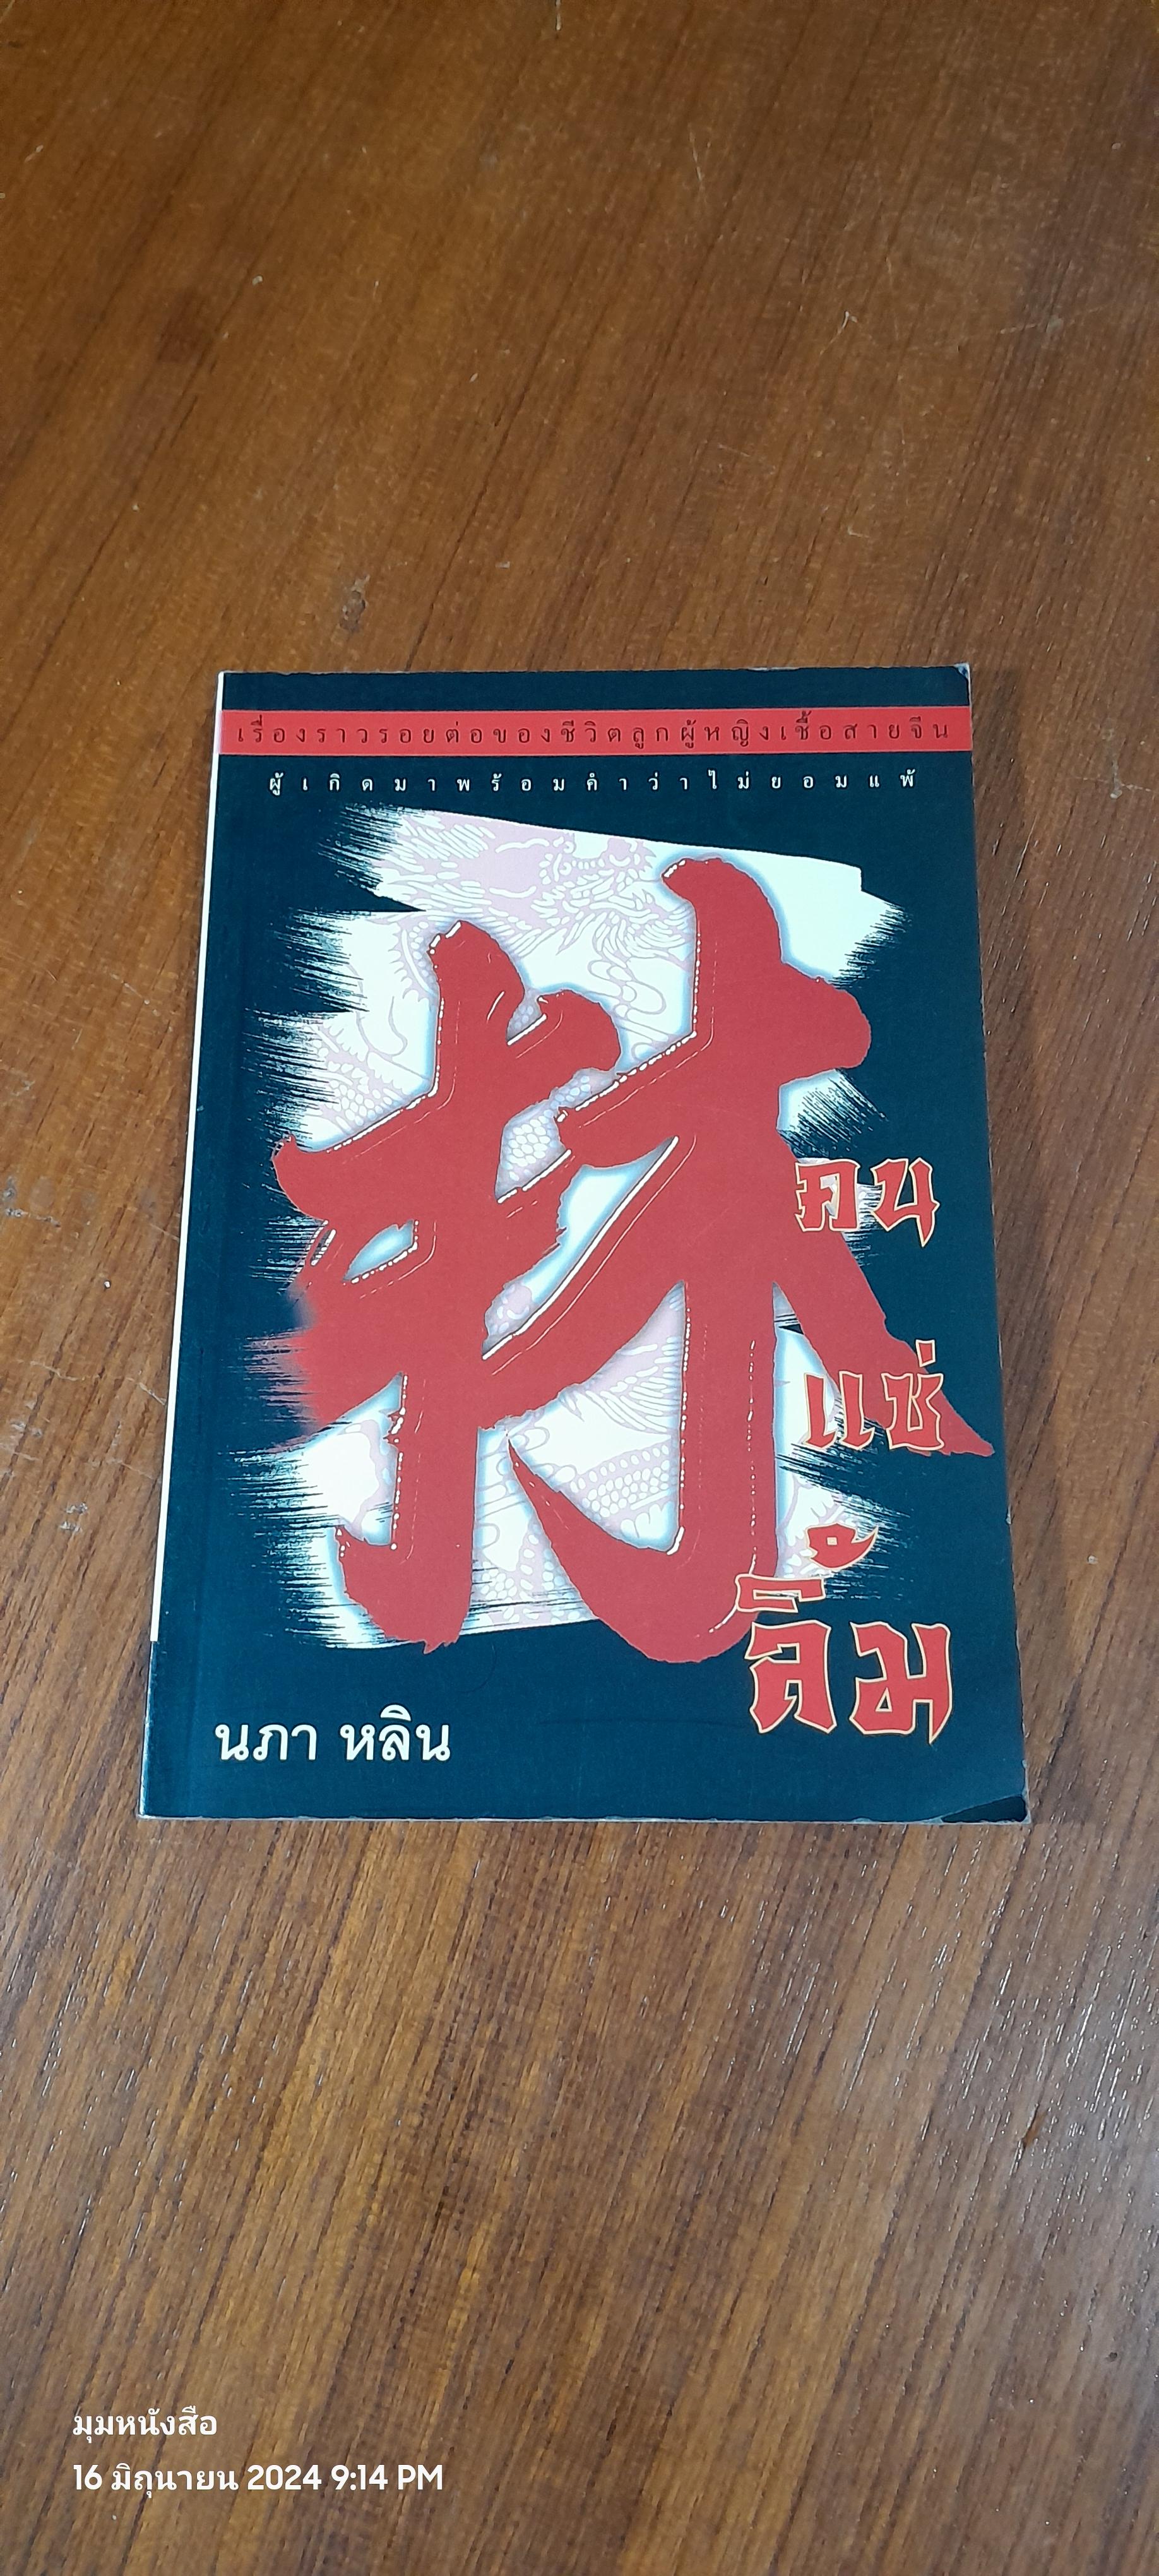 เรื่องราวรอยต่อของชีวิตลูกผู้หญิงเชื้อสายจีน
ผู้เกิดมาพร้อมคำว่าไม่ยอมแพ้
林
คน
แซ่
ลิ้ม
นภา หลิน
มุมหนังสือ
16 มิถุนายน 2024 9:14 PM